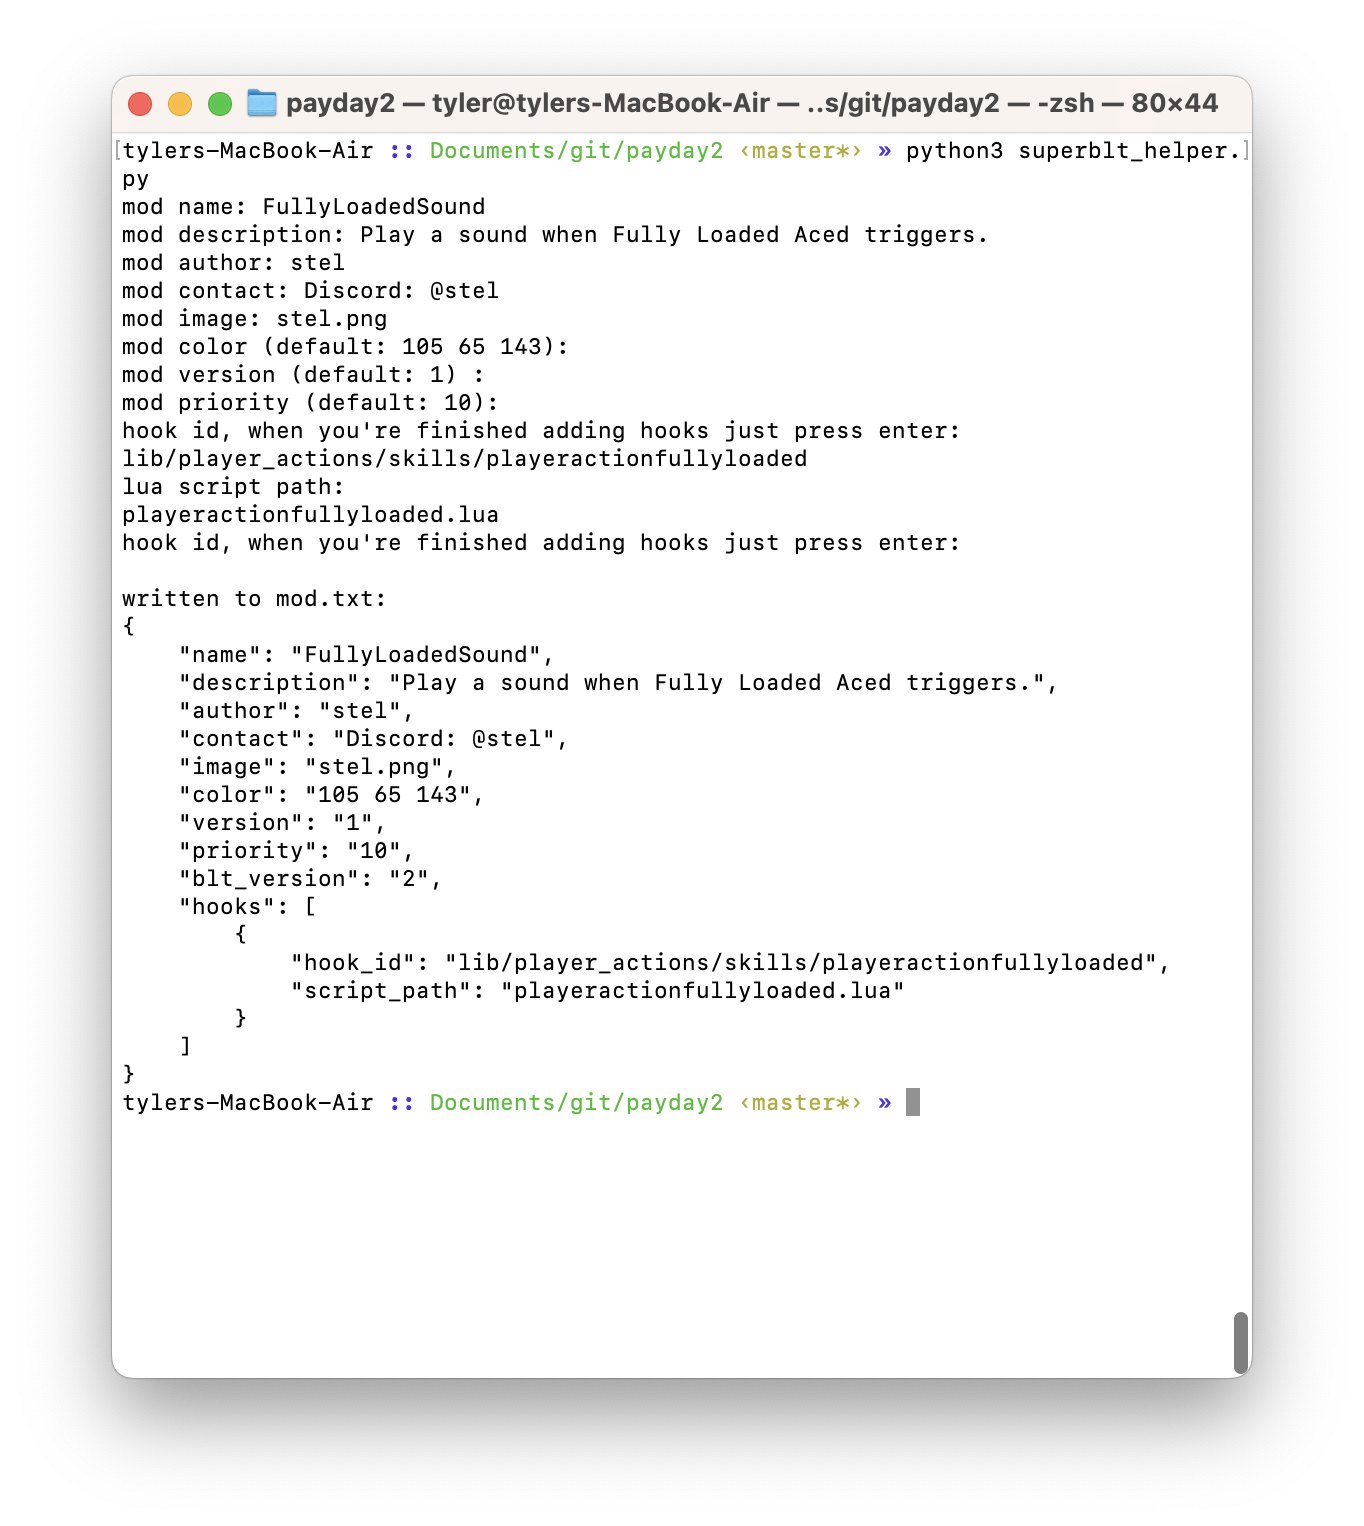 payday2 — tyler@tylers-MacBook-Air — ..s/git/payday2 — -zsh — 80×44
[tylers-MacBook-Air :: Documents/git/payday2 ‹master*› » python3 superblt_helper.]
py
mod name: FullyLoadedSound
mod description: Play a sound when Fully Loaded Aced triggers.
mod author: stel
mod contact: Discord: @stel
mod image: stel.png
mod color (default: 105 65 143):
mod version (default: 1) :
mod priority (default: 10):
hook id, when you're finished adding hooks just press enter:
lib/player_actions/skills/playeractionfullyloaded
lua script path:
playeractionfullyloaded.lua
hook id, when you're finished adding hooks just press enter:

written to mod.txt:
{
    "name": "FullyLoadedSound",
    "description": "Play a sound when Fully Loaded Aced triggers.",
    "author": "stel",
    "contact": "Discord: @stel",
    "image": "stel.png",
    "color": "105 65 143",
    "version": "1",
    "priority": "10",
    "blt_version": "2",
    "hooks": [
        {
            "hook_id": "lib/player_actions/skills/playeractionfullyloaded",
            "script_path": "playeractionfullyloaded.lua"
        }
    ]
}
tylers-MacBook-Air :: Documents/git/payday2 ‹master*› »